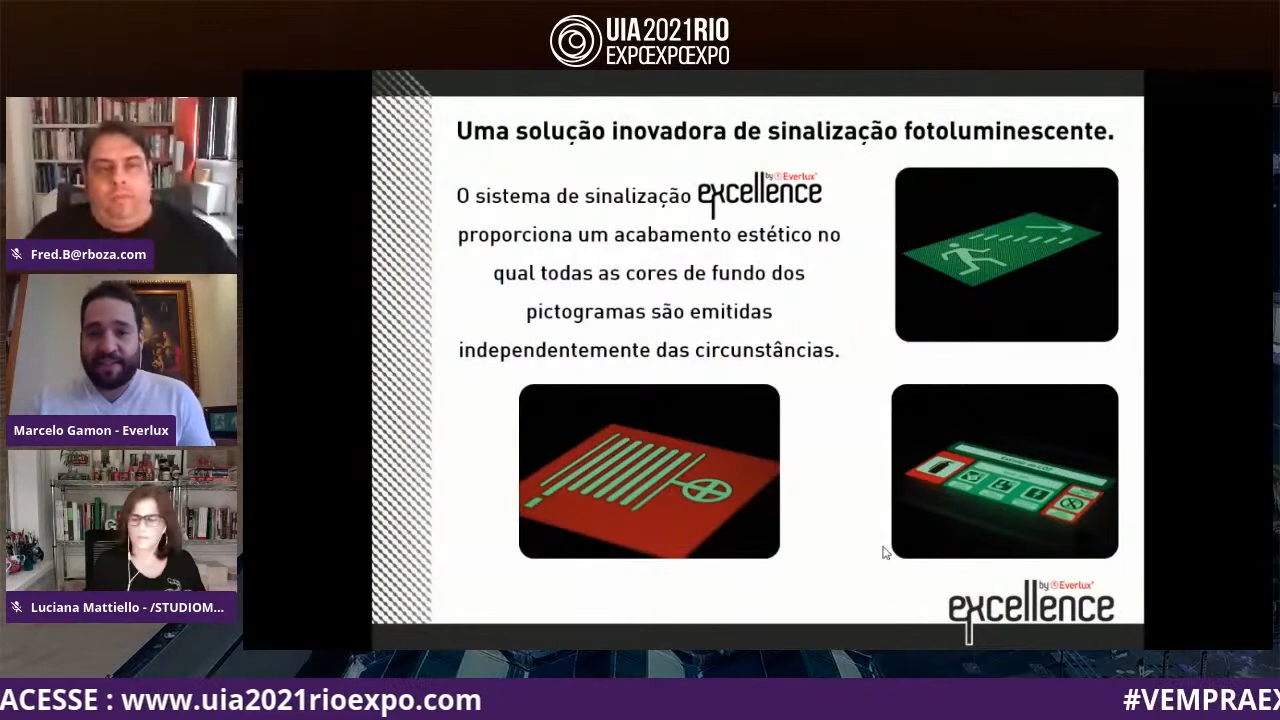 UIA2021RIO
EXPOEXPOEXPO
Fred.B@rboza.com
Marcelo Gamon - Everlux
Luciana Mattiello - /STUDIOM...
Uma solução inovadora de sinalização fotoluminescente.
O sistema de sinalização excellence by Everlux
proporciona um acabamento estético no
qual todas as cores de fundo dos
pictogramas são emitidas
independentemente das circunstâncias.
by Everlux
excellence
ACESSE : www.uia2021rioexpo.com
#VEMPRAEX